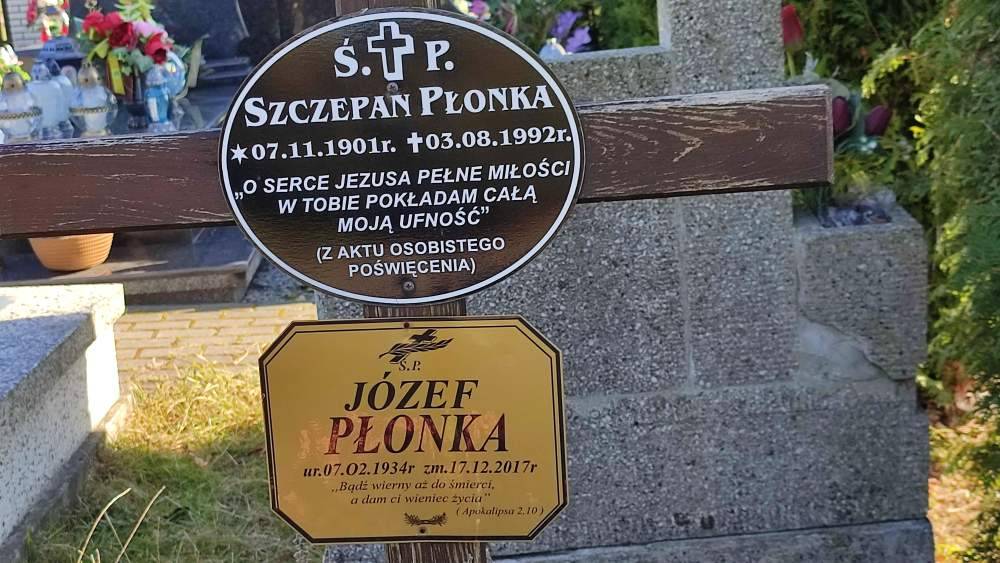 Ś. P.
SZCZEPAN PŁONKA
07.11.1901r. 03.08.1992r.
„O SERCE JEZUSA PEŁNE MIŁOŚCI
W TOBIE POKŁADAM CAŁĄ
MOJĄ UFNOŚĆ”
(Z AKTU OSOBISTEGO
POŚWIĘCENIA)
Ś.P.
JÓZEF
PŁONKA
ur.07.02.1934r zm.17.12.2017r
„Bądź wierny aż do śmierci,
a dam ci wieniec życia”
( Apokalipsa 2,10 )